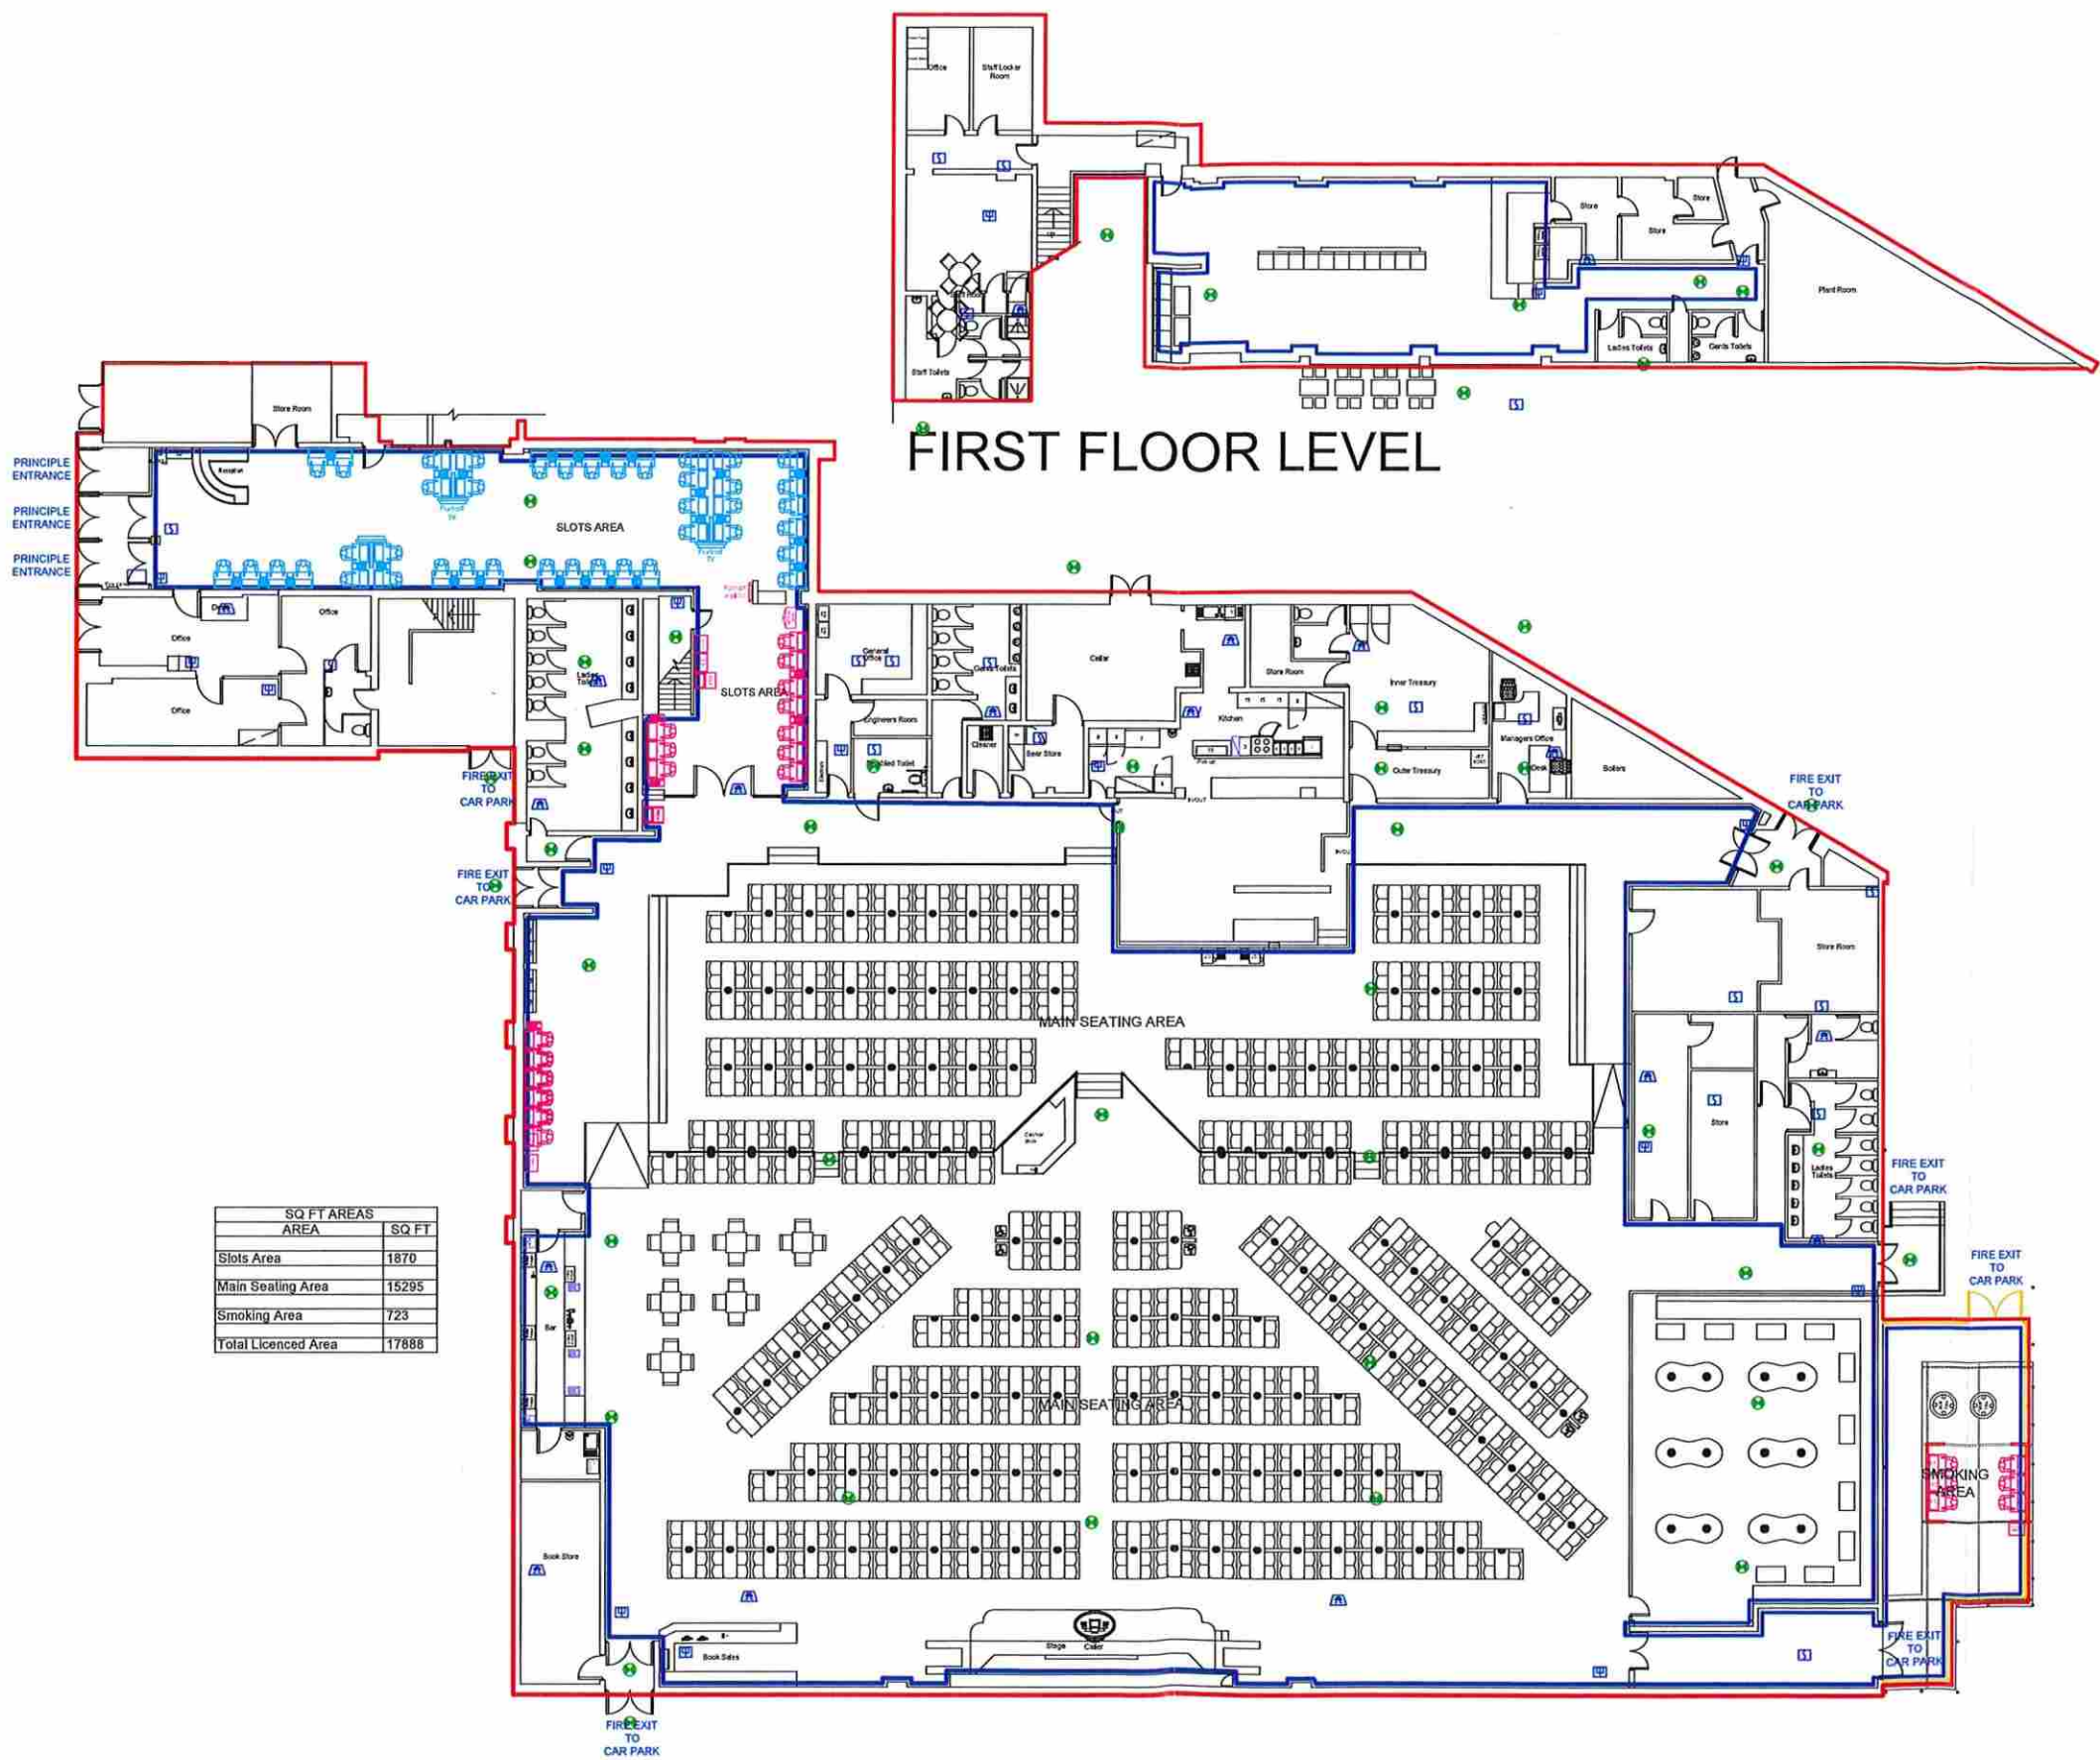 Office
Staff Locker
Room
Store
Store
Store
Plant Room
Staff Toilets
Ladies Toilets
Gents Toilets
FIRST FLOOR LEVEL
Store Room
PRINCIPLE
ENTRANCE
PRINCIPLE
ENTRANCE
PRINCIPLE
ENTRANCE
Reception
SLOTS AREA
Office
Office
Office
Ladies
Toilets
SLOTS AREA
General
Office
Gents Toilets
Engineers Room
Disabled Toilet
Cleaner
Cellar
Beer Store
Kitchen
Store Room
Inner Treasury
Outer Treasury
Managers Office
Desk
Boilers
FIRE EXIT
TO
CAR PARK
FIRE EXIT
TO
CAR PARK
FIRE EXIT
TO
CAR PARK
Store Room
MAIN SEATING AREA
Store
Ladies
Toilets
FIRE EXIT
TO
CAR PARK
FIRE EXIT
TO
CAR PARK
SQ FT AREAS
AREA SQ FT
Slots Area 1870
Main Seating Area 15295
Smoking Area 723
Total Licenced Area 17888
Bar
MAIN SEATING AREA
SMOKING
AREA
Book Store
Book Sales
Stage Caller
FIRE EXIT
TO
CAR PARK
FIRE EXIT
TO
CAR PARK